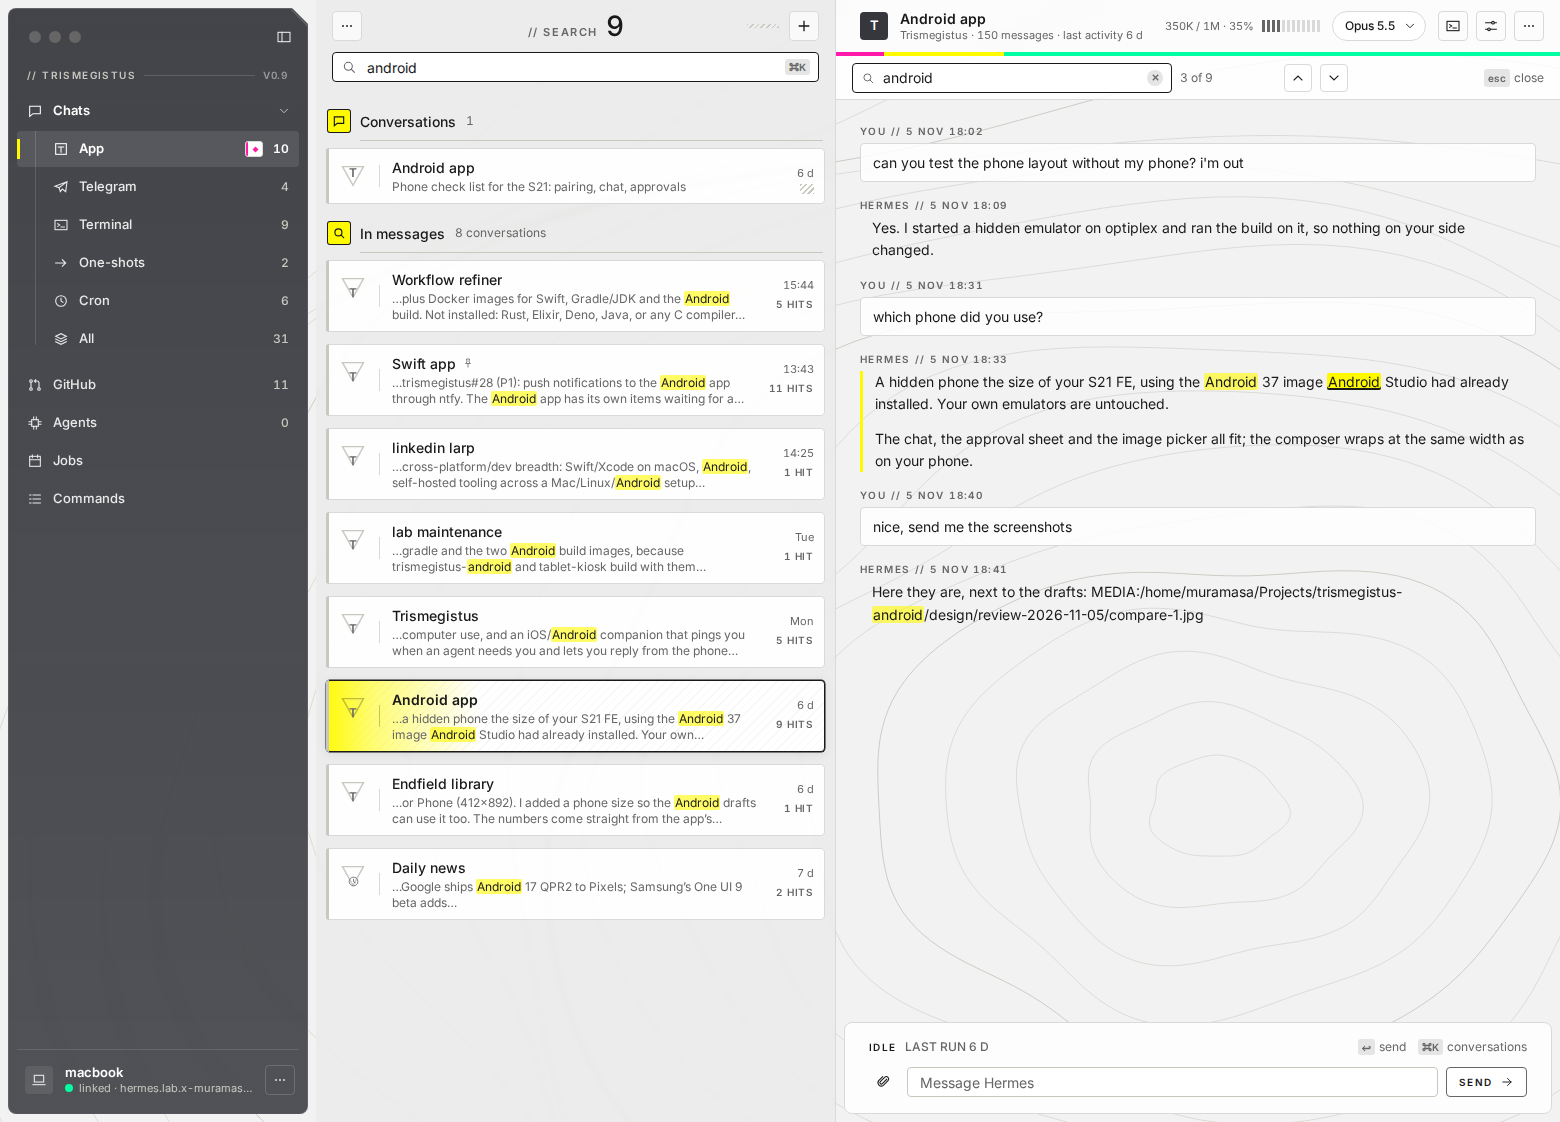 // TRISMEGISTUS V0.9
Chats
App 10
Telegram 4
Terminal 9
One-shots 2
Cron 6
All 31
GitHub 11
Agents 0
Jobs
Commands
macbook
linked · hermes.lab.x-muramas...
// SEARCH 9
android ⌘K
Conversations 1
T
Android app
Phone check list for the S21: pairing, chat, approvals
6 d
In messages 8 conversations
T
Workflow refiner
...plus Docker images for Swift, Gradle/JDK and the Android
build. Not installed: Rust, Elixir, Deno, Java, or any C compiler...
15:44
5 HITS
T
Swift app
...trismegistus#28 (P1): push notifications to the Android app
through ntfy. The Android app has its own items waiting for a...
13:43
11 HITS
T
linkedin larp
...cross-platform/dev breadth: Swift/Xcode on macOS, Android,
self-hosted tooling across a Mac/Linux/Android setup...
14:25
1 HIT
T
lab maintenance
...gradle and the two Android build images, because
trismegistus-android and tablet-kiosk build with them...
Tue
1 HIT
T
Trismegistus
...computer use, and an iOS/Android companion that pings you
when an agent needs you and lets you reply from the phone...
Mon
5 HITS
T
Android app
...a hidden phone the size of your S21 FE, using the Android 37
image Android Studio had already installed. Your own...
6 d
9 HITS
T
Endfield library
...or Phone (412×892). I added a phone size so the Android drafts
can use it too. The numbers come straight from the app's...
6 d
1 HIT
Daily news
...Google ships Android 17 QPR2 to Pixels; Samsung's One UI 9
beta adds...
7 d
2 HITS
T
Android app
Trismegistus · 150 messages · last activity 6 d
350K / 1M · 35%
Opus 5.5
android
3 of 9
esc close
YOU // 5 NOV 18:02
can you test the phone layout without my phone? i'm out
HERMES // 5 NOV 18:09
Yes. I started a hidden emulator on optiplex and ran the build on it, so nothing on your side
changed.
YOU // 5 NOV 18:31
which phone did you use?
HERMES // 5 NOV 18:33
A hidden phone the size of your S21 FE, using the Android 37 image Android Studio had already
installed. Your own emulators are untouched.
The chat, the approval sheet and the image picker all fit; the composer wraps at the same width as
on your phone.
YOU // 5 NOV 18:40
nice, send me the screenshots
HERMES // 5 NOV 18:41
Here they are, next to the drafts: MEDIA:/home/muramasa/Projects/trismegistus-
android/design/review-2026-11-05/compare-1.jpg
IDLE LAST RUN 6 D
↩ send ⌘K conversations
Message Hermes
SEND →